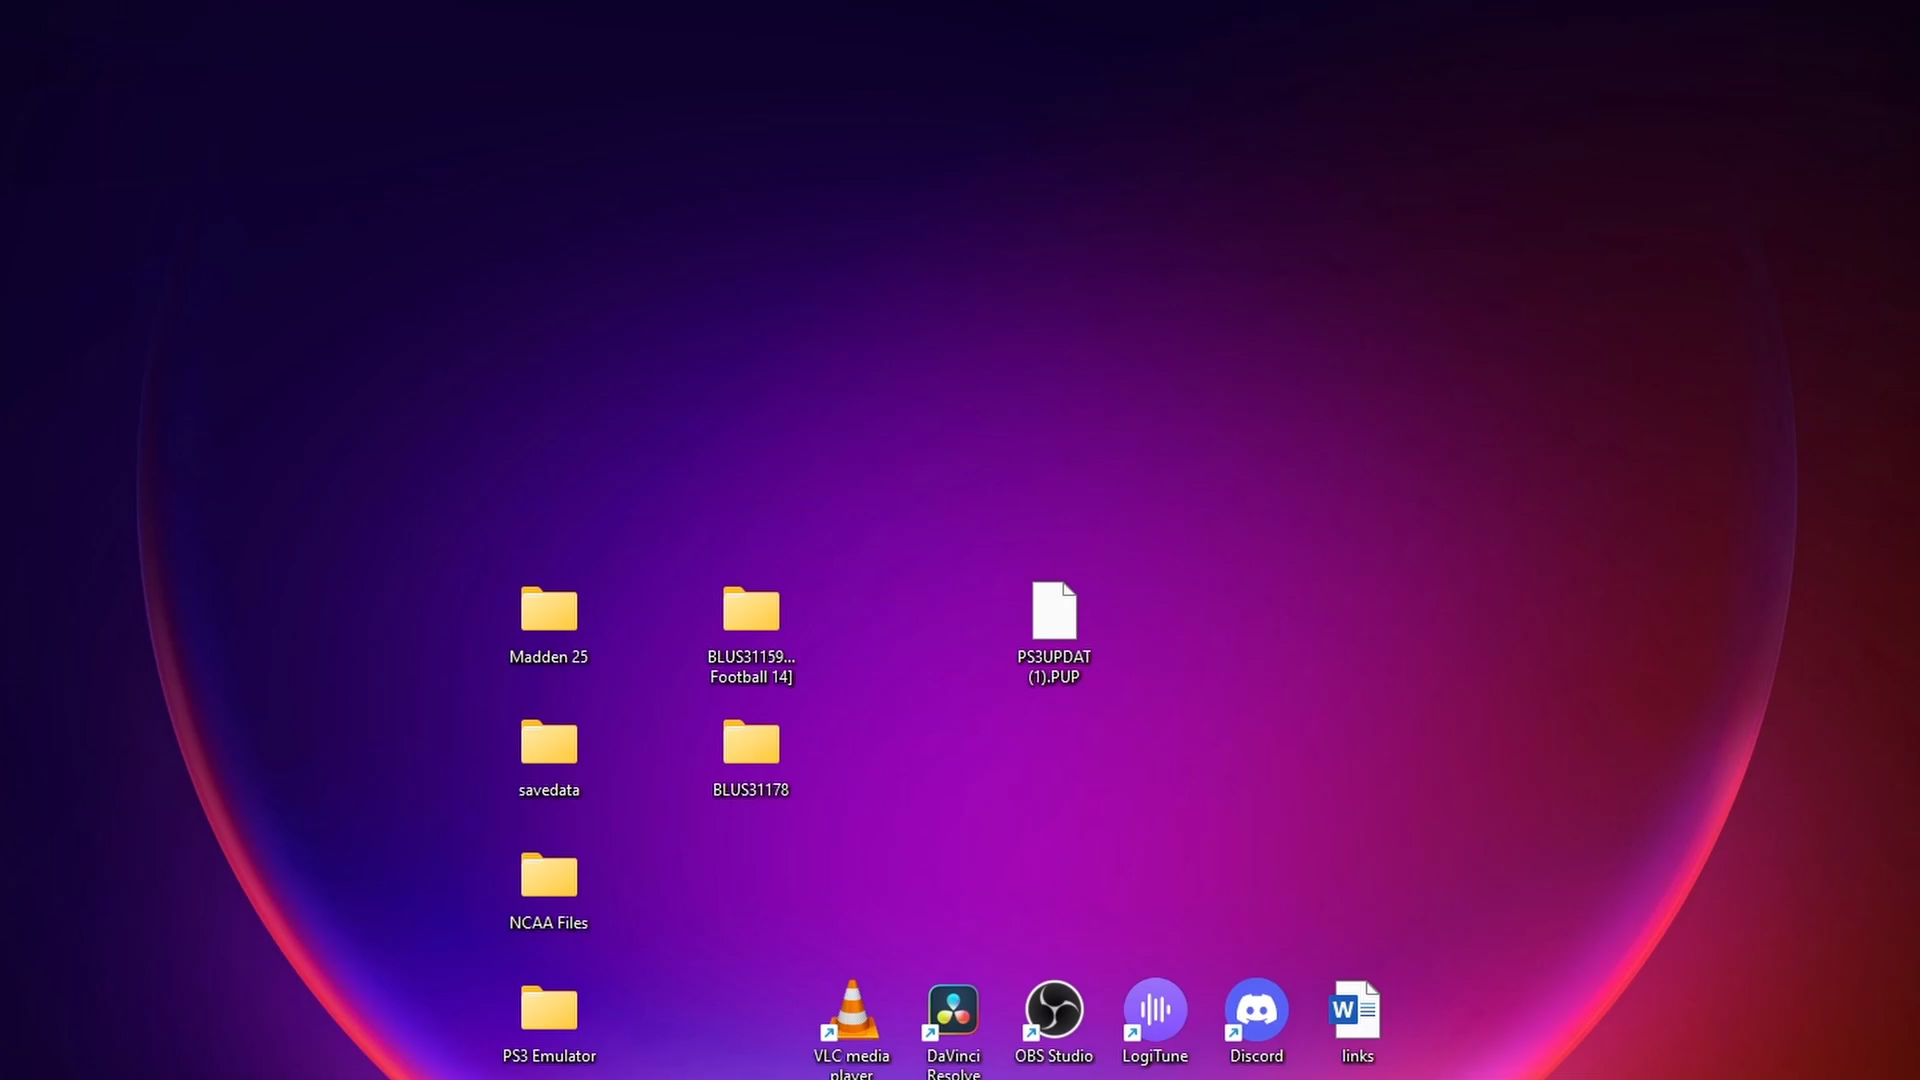 Madden 25
BLUS31159...
Football 14]
PS3UPDAT
(1).PUP
savedata
BLUS31178
NCAA Files
PS3 Emulator
VLC media
player
DaVinci
Resolve
OBS Studio
LogiTune
Discord
W
links